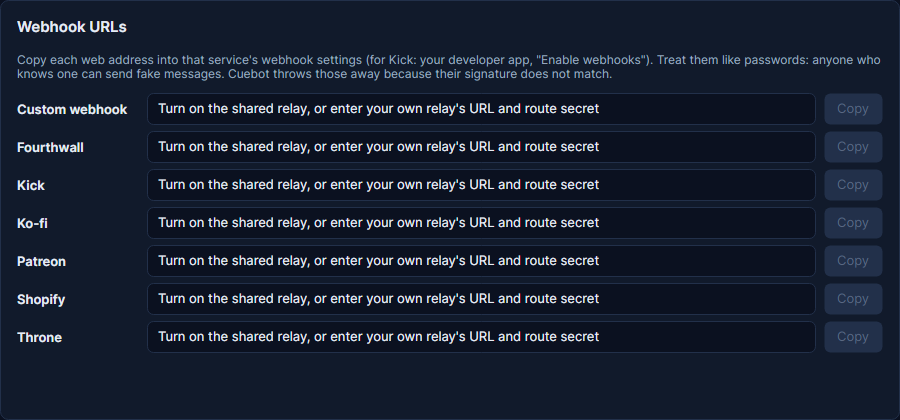 Webhook URLs
Copy each web address into that service's webhook settings (for Kick: your developer app, "Enable webhooks"). Treat them like passwords: anyone who
knows one can send fake messages. Cuebot throws those away because their signature does not match.
Custom webhook Turn on the shared relay, or enter your own relay's URL and route secret Copy
Fourthwall Turn on the shared relay, or enter your own relay's URL and route secret Copy
Kick Turn on the shared relay, or enter your own relay's URL and route secret Copy
Ko-fi Turn on the shared relay, or enter your own relay's URL and route secret Copy
Patreon Turn on the shared relay, or enter your own relay's URL and route secret Copy
Shopify Turn on the shared relay, or enter your own relay's URL and route secret Copy
Throne Turn on the shared relay, or enter your own relay's URL and route secret Copy